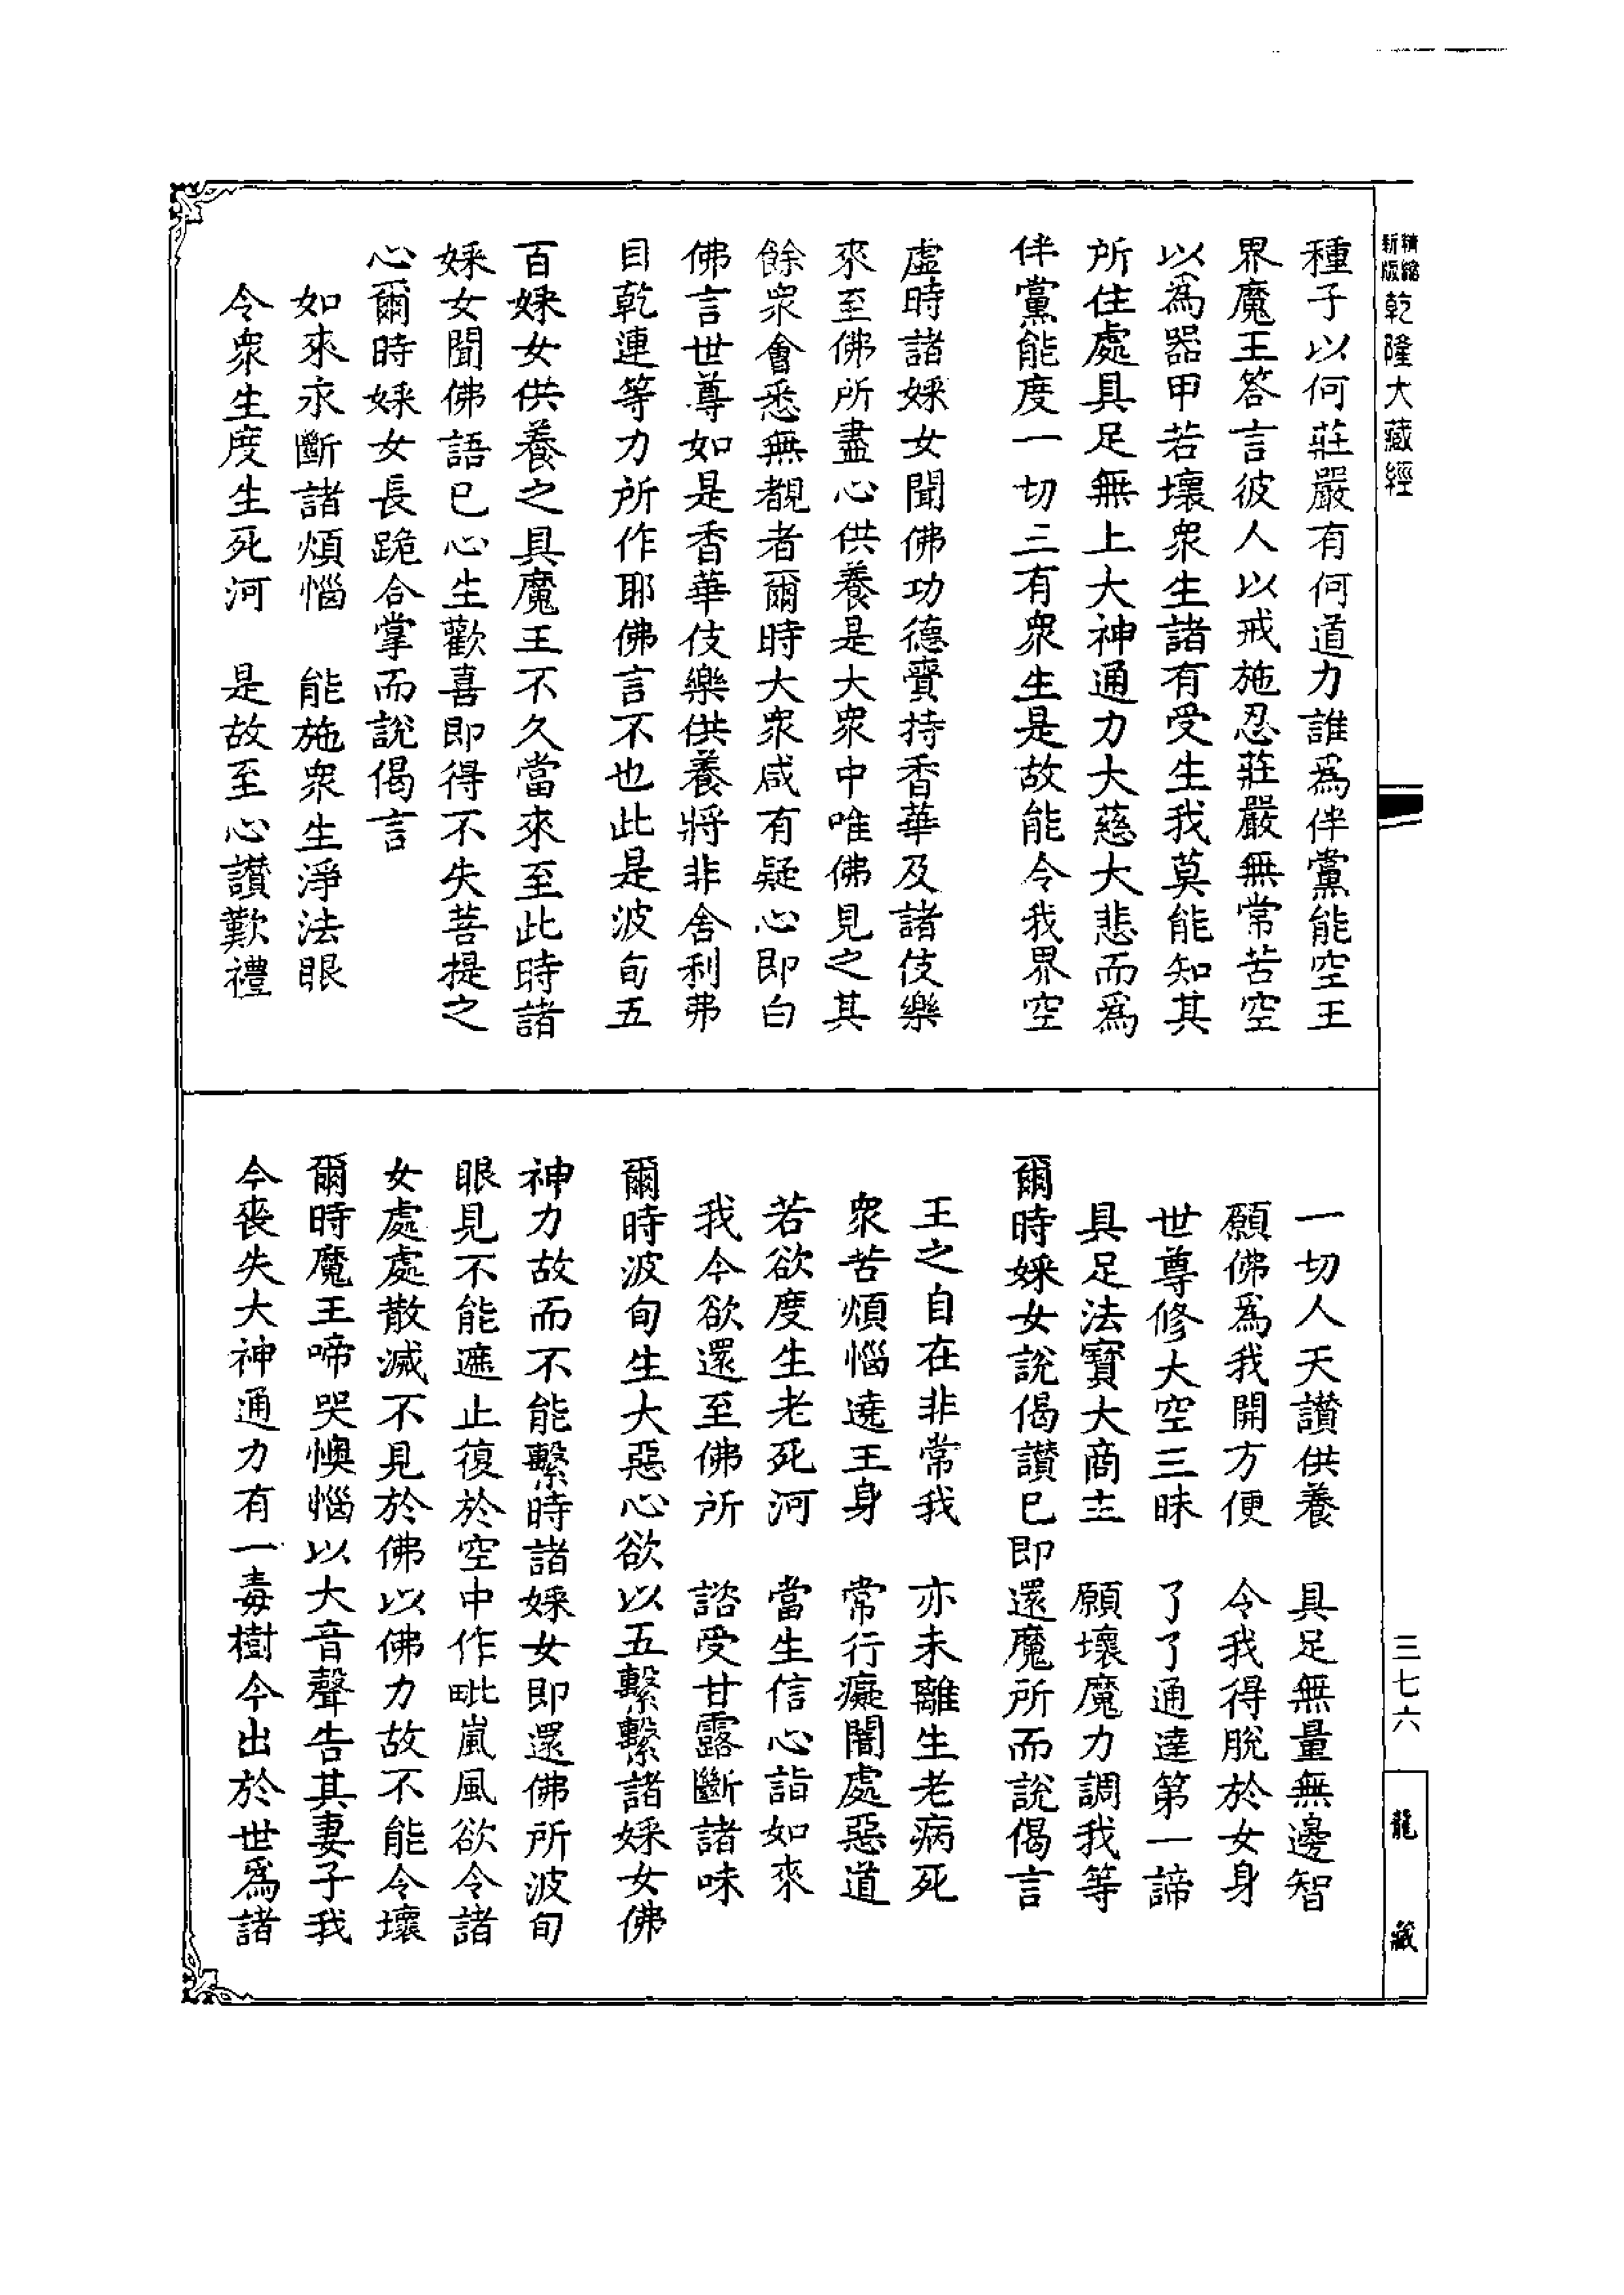 新版精縮
乾隆大藏經
種子以何莊嚴有何道力誰爲伴黨能空王
界魔王答言彼人以戒施忍莊嚴無常苦空
以爲器甲若壞衆生諸有受生我莫能知其
所住處具足無上大神通力大慈大悲而爲
伴黨能度一切三有衆生是故能令我界空
虛時諸婇女聞佛功德賷持香華及諸伎樂
來至佛所盡心供養是大衆中唯佛見之其
餘衆會悉無覩者爾時大衆咸有疑心即白
佛言世尊如是香華伎樂供養將非舍利弗
目乾連等力所作耶佛言不也此是波旬五
百婇女供養之具魔王不久當來至此時諸
婇女聞佛語已心生歡喜即得不失菩提之
心爾時婇女長跪合掌而說偈言
如來永斷諸煩惱　能施衆生淨法眼
令衆生度生死河　是故至心讚歎禮
一切人天讚供養　具足無量無邊智
願佛爲我開方便　令我得脫於女身
世尊修大空三昧　了了通達第一諦
具足法寶大商主　願壞魔力調我等
爾時婇女說偈讚已即還魔所而說偈言
王之自在非常我　亦未離生老病死
衆苦煩惱遶王身　常行癡闇處惡道
若欲度生老死河　當生信心詣如來
我今欲還至佛所　諮受甘露斷諸味
爾時波旬生大惡心欲以五繫繫諸婇女佛
神力故而不能繫時諸婇女即還佛所波旬
眼見不能遮止復於空中作毗嵐風欲令諸
女處處散滅不見於佛以佛力故不能令壞
爾時魔王啼哭懊惱以大音聲告其妻子我
今喪失大神通力有一毒樹今出於世爲諸
三七六
龍藏